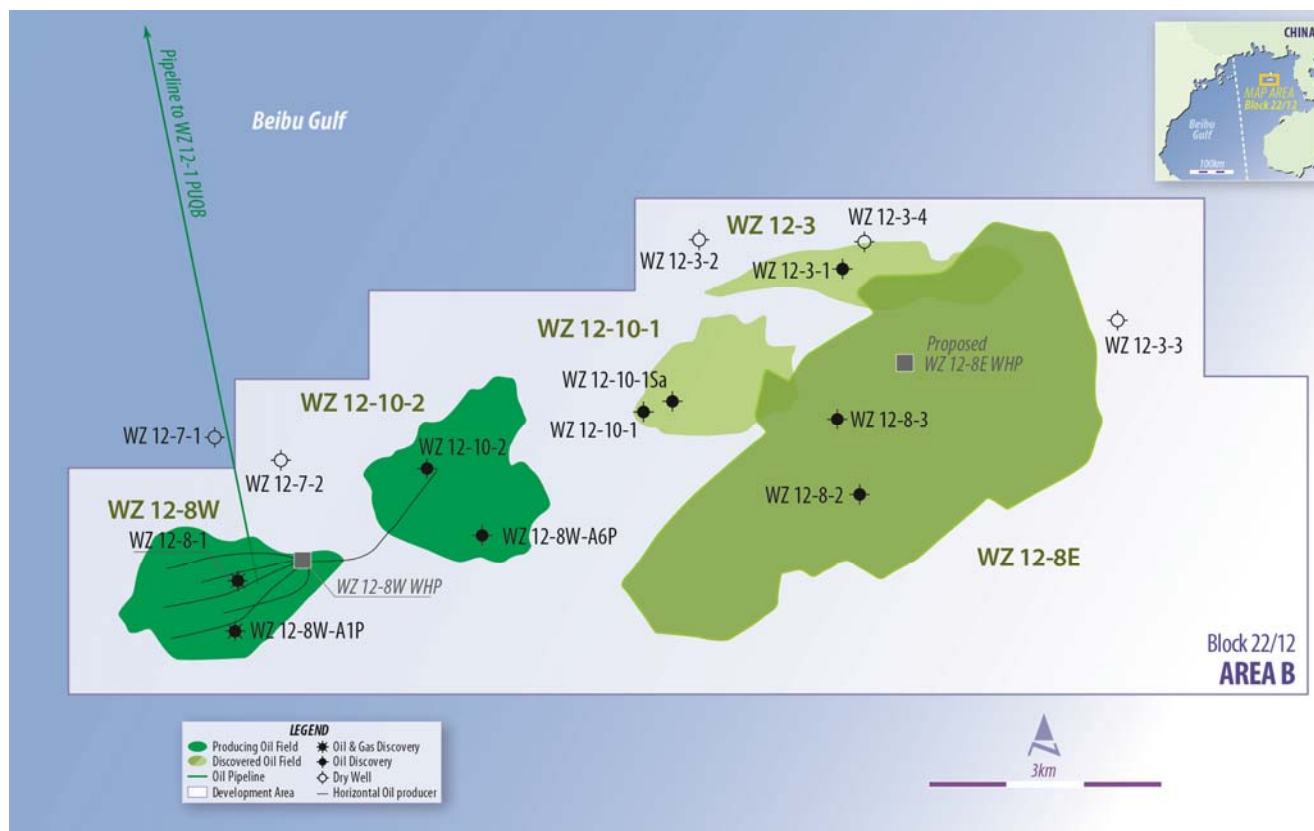 Pipeline to WZ 12-1 PUQB
Beibu Gulf
CHINA
MAP AREA
Block 22/12
Beibu
Gulf
100km
WZ 12-3
WZ 12-3-4
WZ 12-3-2
WZ 12-3-1
WZ 12-10-1
Proposed
WZ 12-8E WHP
WZ 12-3-3
WZ 12-10-1Sa
WZ 12-10-2
WZ 12-10-1
WZ 12-8-3
WZ 12-7-1
WZ 12-10-2
WZ 12-7-2
WZ 12-8-2
WZ 12-8W
WZ 12-8-1
WZ 12-8W-A6P
WZ 12-8E
WZ 12-8W WHP
WZ 12-8W-A1P
Block 22/12
AREA B
LEGEND
Producing Oil Field
Discovered Oil Field
Oil Pipeline
Development Area
Oil & Gas Discovery
Oil Discovery
Dry Well
Horizontal Oil producer
N
3km